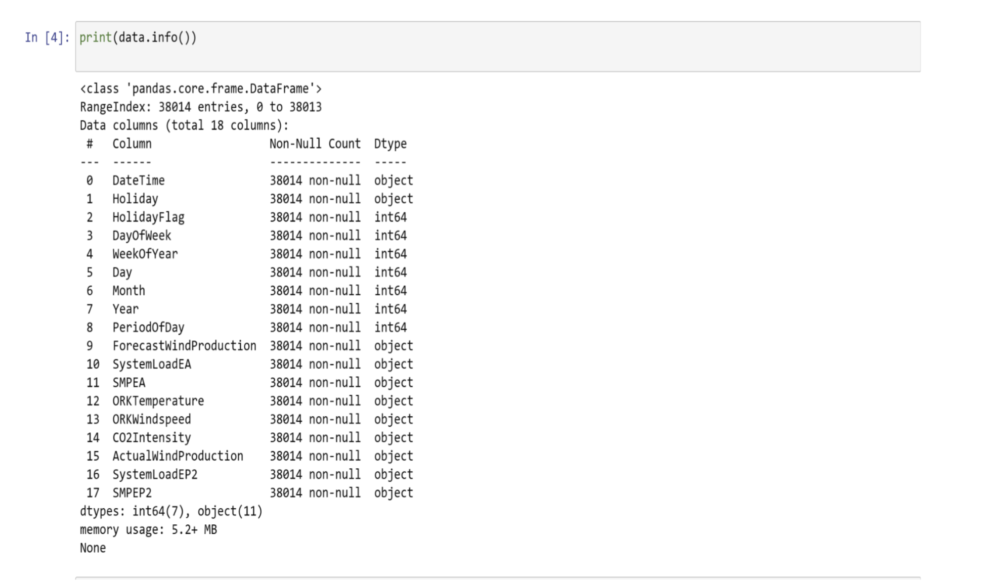 In [4]: print(data.info())
<class 'pandas.core.frame.DataFrame'>
RangeIndex: 38014 entries, 0 to 38013
Data columns (total 18 columns):
 #   Column                  Non-Null Count  Dtype
---  ------                  --------------  -----
 0   DateTime                38014 non-null  object
 1   Holiday                 38014 non-null  object
 2   HolidayFlag             38014 non-null  int64
 3   DayOfWeek               38014 non-null  int64
 4   WeekOfYear              38014 non-null  int64
 5   Day                     38014 non-null  int64
 6   Month                   38014 non-null  int64
 7   Year                    38014 non-null  int64
 8   PeriodOfDay             38014 non-null  int64
 9   ForecastWindProduction  38014 non-null  object
 10  SystemLoadEA            38014 non-null  object
 11  SMPEA                   38014 non-null  object
 12  ORKTemperature          38014 non-null  object
 13  ORKWindspeed            38014 non-null  object
 14  CO2Intensity            38014 non-null  object
 15  ActualWindProduction    38014 non-null  object
 16  SystemLoadEP2           38014 non-null  object
 17  SMPEP2                  38014 non-null  object
dtypes: int64(7), object(11)
memory usage: 5.2+ MB
None